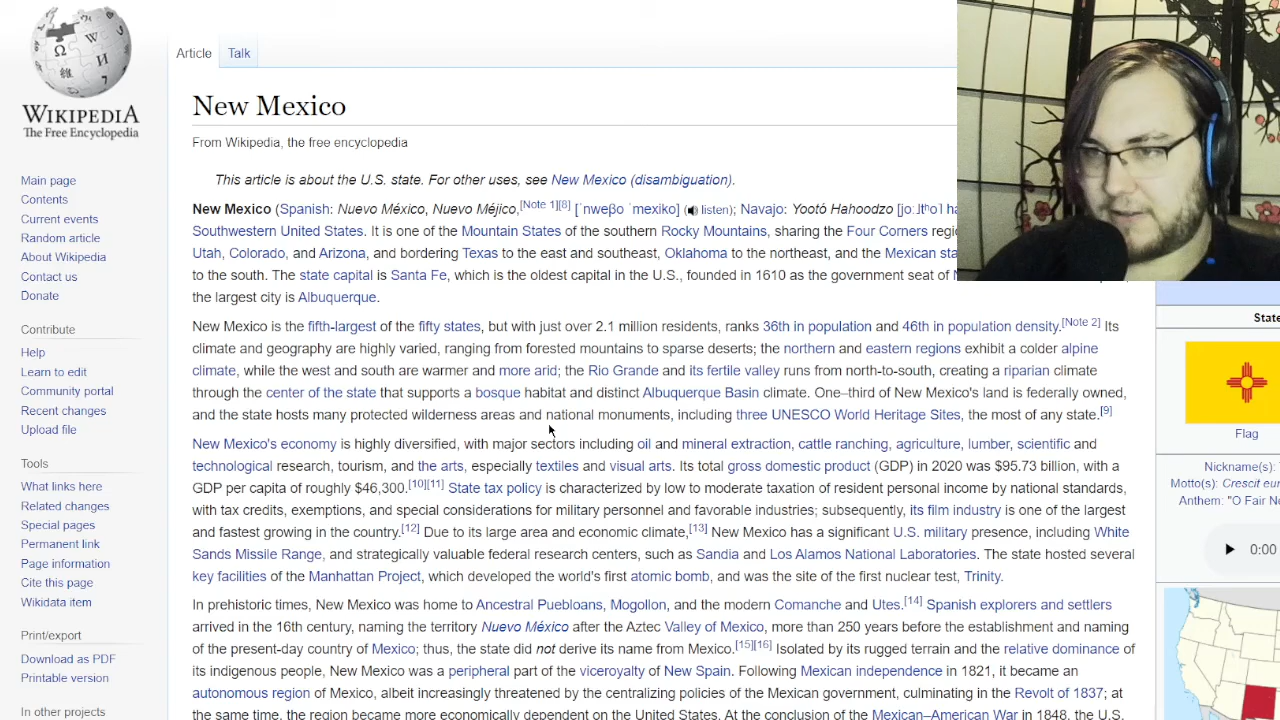 WIKIPEDIA
The Free Encyclopedia
Main page
Contents
Current events
Random article
About Wikipedia
Contact us
Donate
Contribute
Help
Learn to edit
Community portal
Recent changes
Upload file
Tools
What links here
Related changes
Special pages
Permanent link
Page information
Cite this page
Wikidata item
Print/export
Download as PDF
Printable version
In other projects
Article Talk
New Mexico
From Wikipedia, the free encyclopedia
This article is about the U.S. state. For other uses, see New Mexico (disambiguation).
New Mexico (Spanish: Nuevo México, Nuevo Méjico,[Note 1][8] [ˈnweβo ˈmexiko] (listen); Navajo: Yootó Hahoodzo
Southwestern United States. It is one of the Mountain States of the southern Rocky Mountains, sharing the Four Corners
Utah, Colorado, and Arizona, and bordering Texas to the east and southeast, Oklahoma to the northeast, and the Mexican
to the south. The state capital is Santa Fe, which is the oldest capital in the U.S., founded in 1610 as the government seat of
the largest city is Albuquerque.
New Mexico is the fifth-largest of the fifty states, but with just over 2.1 million residents, ranks 36th in population and 46th in population density.[Note 2] Its
climate and geography are highly varied, ranging from forested mountains to sparse deserts; the northern and eastern regions exhibit a colder alpine
climate, while the west and south are warmer and more arid; the Rio Grande and its fertile valley runs from north-to-south, creating a riparian climate
through the center of the state that supports a bosque habitat and distinct Albuquerque Basin climate. One–third of New Mexico's land is federally owned,
and the state hosts many protected wilderness areas and national monuments, including three UNESCO World Heritage Sites, the most of any state.[9]
New Mexico's economy is highly diversified, with major sectors including oil and mineral extraction, cattle ranching, agriculture, lumber, scientific and
technological research, tourism, and the arts, especially textiles and visual arts. Its total gross domestic product (GDP) in 2020 was $95.73 billion, with a
GDP per capita of roughly $46,300.[10][11] State tax policy is characterized by low to moderate taxation of resident personal income by national standards,
with tax credits, exemptions, and special considerations for military personnel and favorable industries; subsequently, its film industry is one of the largest
and fastest growing in the country.[12] Due to its large area and economic climate,[13] New Mexico has a significant U.S. military presence, including White
Sands Missile Range, and strategically valuable federal research centers, such as Sandia and Los Alamos National Laboratories. The state hosted several
key facilities of the Manhattan Project, which developed the world's first atomic bomb, and was the site of the first nuclear test, Trinity.
In prehistoric times, New Mexico was home to Ancestral Puebloans, Mogollon, and the modern Comanche and Utes.[14] Spanish explorers and settlers
arrived in the 16th century, naming the territory Nuevo México after the Aztec Valley of Mexico, more than 250 years before the establishment and naming
of the present-day country of Mexico; thus, the state did not derive its name from Mexico.[15][16] Isolated by its rugged terrain and the relative dominance of
its indigenous people, New Mexico was a peripheral part of the viceroyalty of New Spain. Following Mexican independence in 1821, it became an
autonomous region of Mexico, albeit increasingly threatened by the centralizing policies of the Mexican government, culminating in the Revolt of 1837; at
the same time, the region became more economically dependent on the United States. At the conclusion of the Mexican–American War in 1848, the U.S.
State
Flag
Nickname(s):
Motto(s): Crescit
Anthem: "O Fair
0:00